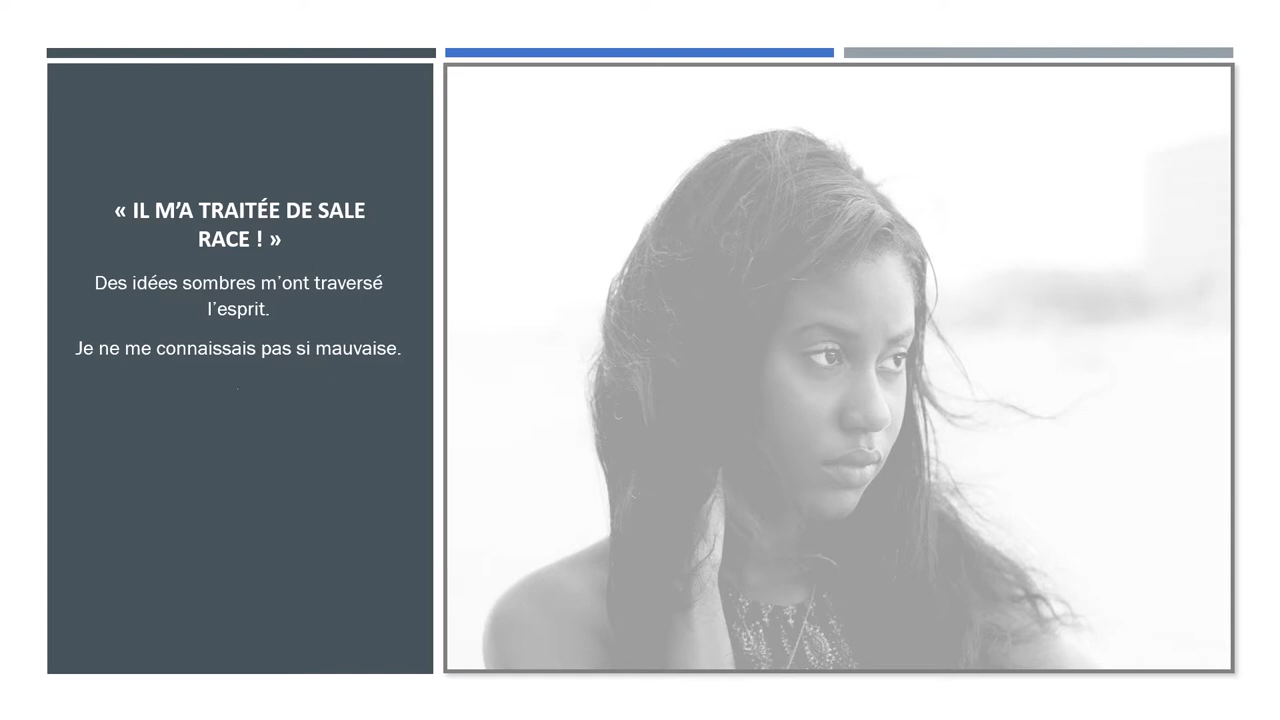 « IL M’A TRAITÉE DE SALE
RACE ! »
Des idées sombres m’ont traversé
l’esprit.
Je ne me connaissais pas si mauvaise.
.